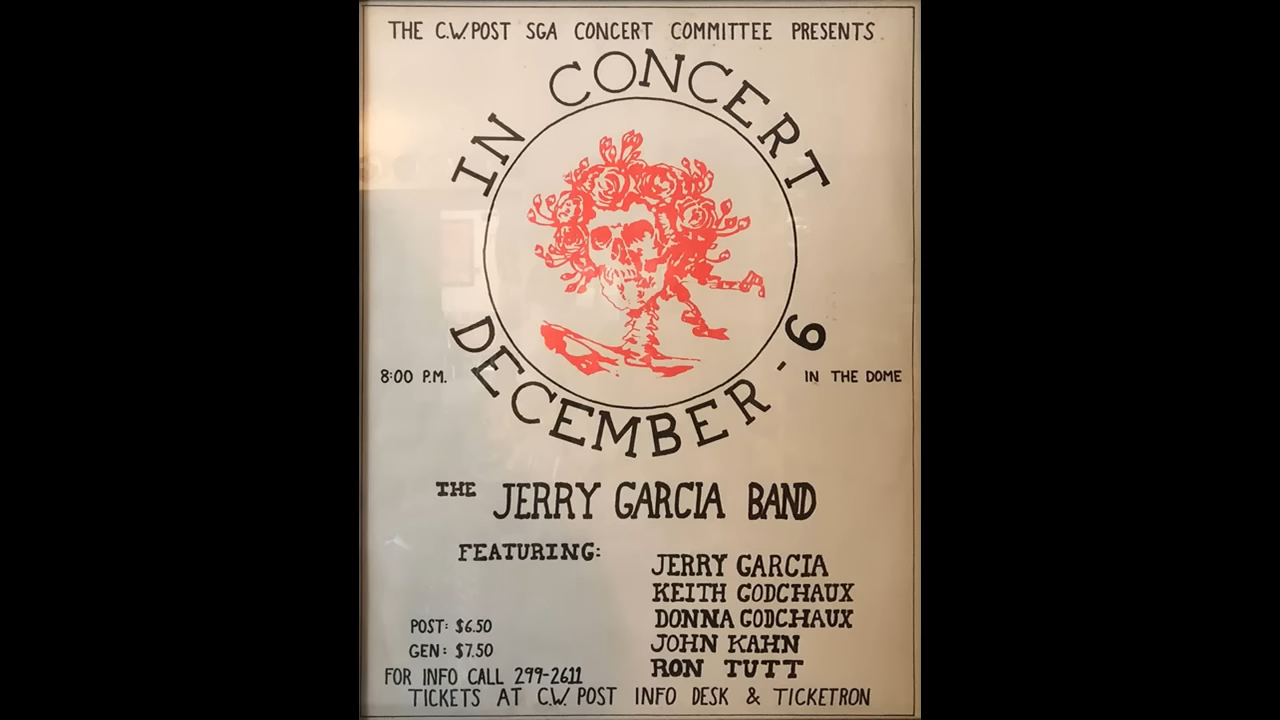 THE C.W. POST SGA CONCERT COMMITTEE PRESENTS
IN CONCERT
DECEMBER - 6
8:00 P.M.
IN THE DOME
THE JERRY GARCIA BAND
FEATURING:
JERRY GARCIA
KEITH GODCHAUX
DONNA GODCHAUX
JOHN KAHN
RON TUTT
POST: $6.50
GEN: $7.50
FOR INFO CALL 299-2611
TICKETS AT C.W. POST INFO DESK & TICKETRON